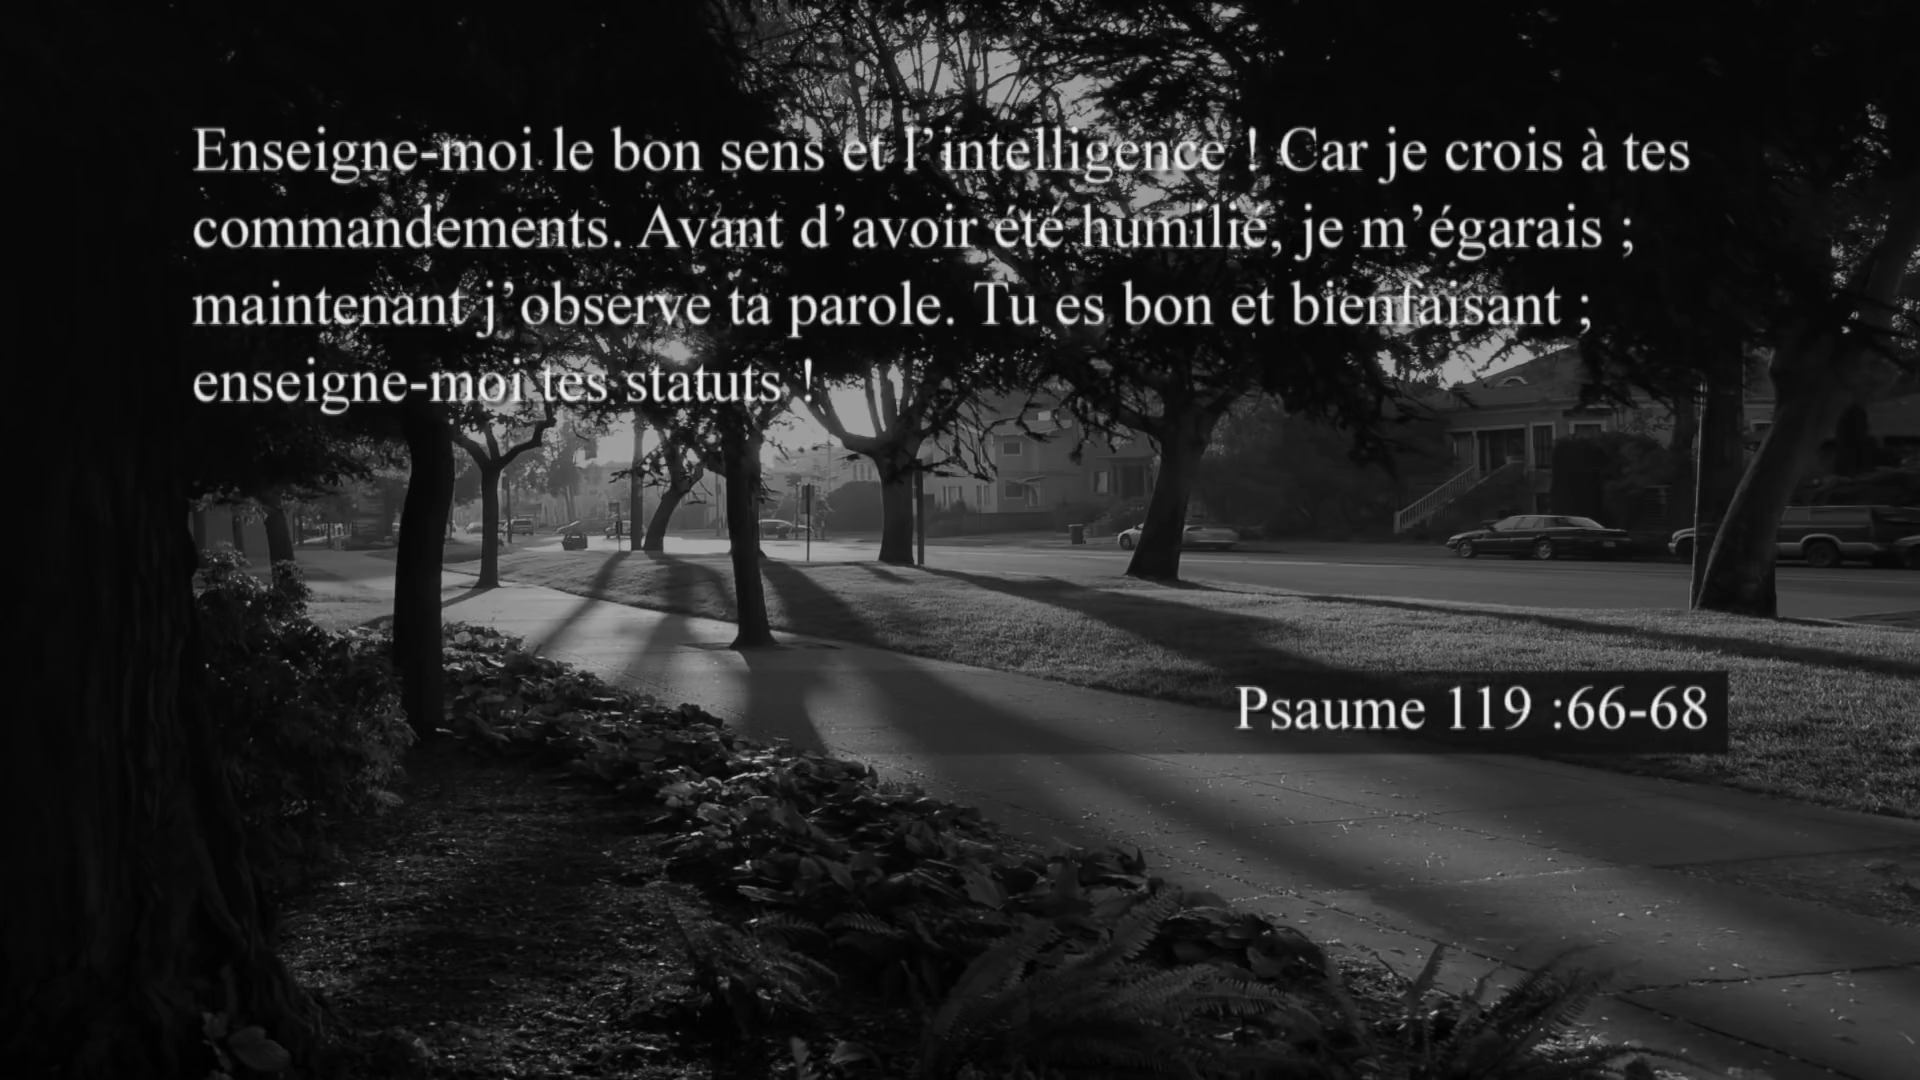 Enseigne-moi le bon sens et l’intelligence ! Car je crois à tes
commandements. Avant d’avoir été humilié, je m’égarais ;
maintenant j’observe ta parole. Tu es bon et bienfaisant ;
enseigne-moi tes statuts !
Psaume 119 :66-68